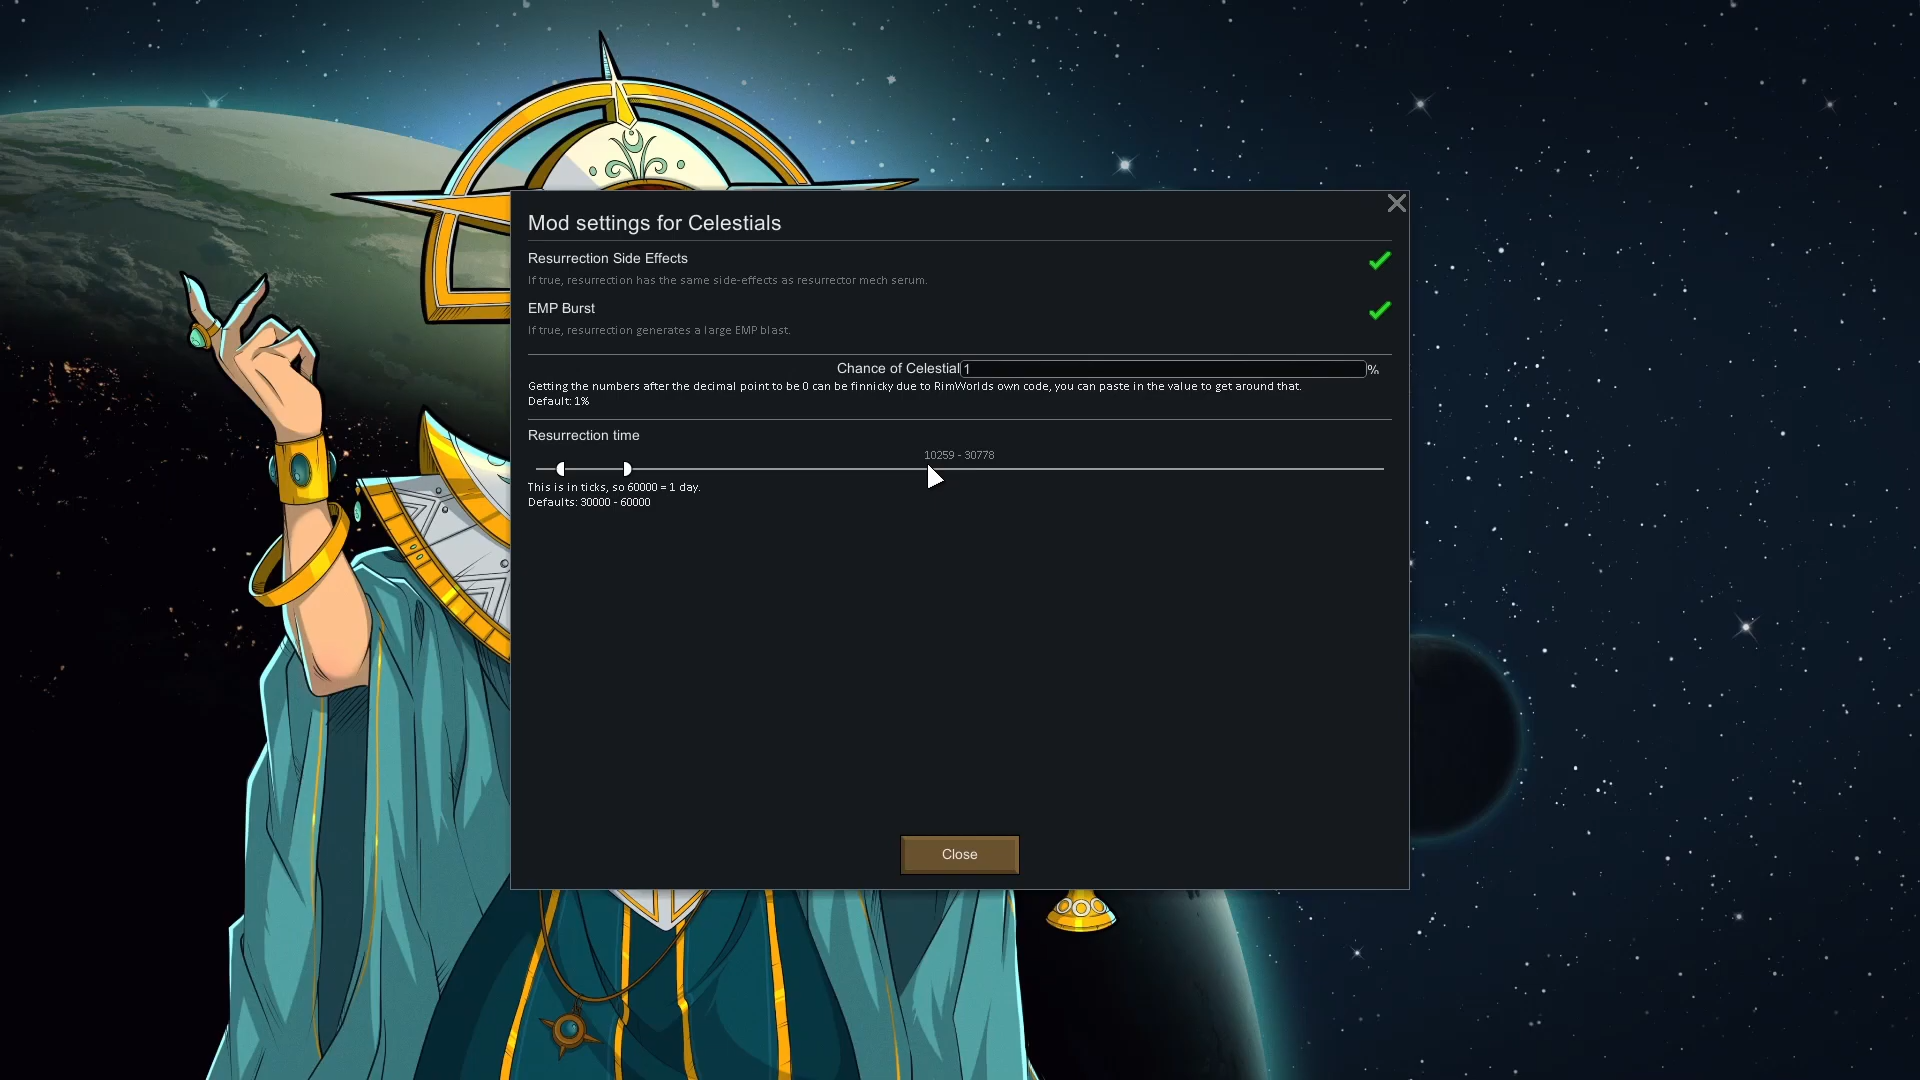 Mod settings for Celestials
Resurrection Side Effects
If true, resurrection has the same side-effects as resurrector mech serum.
EMP Burst
If true, resurrection generates a large EMP blast.
Chance of Celestial 1 %
Getting the numbers after the decimal point to be 0 can be finnicky due to RimWorlds own code, you can paste in the value to get around that.
Default: 1%
Resurrection time
10259 - 30778
This is in ticks, so 60000 = 1 day.
Defaults: 30000 - 60000
Close